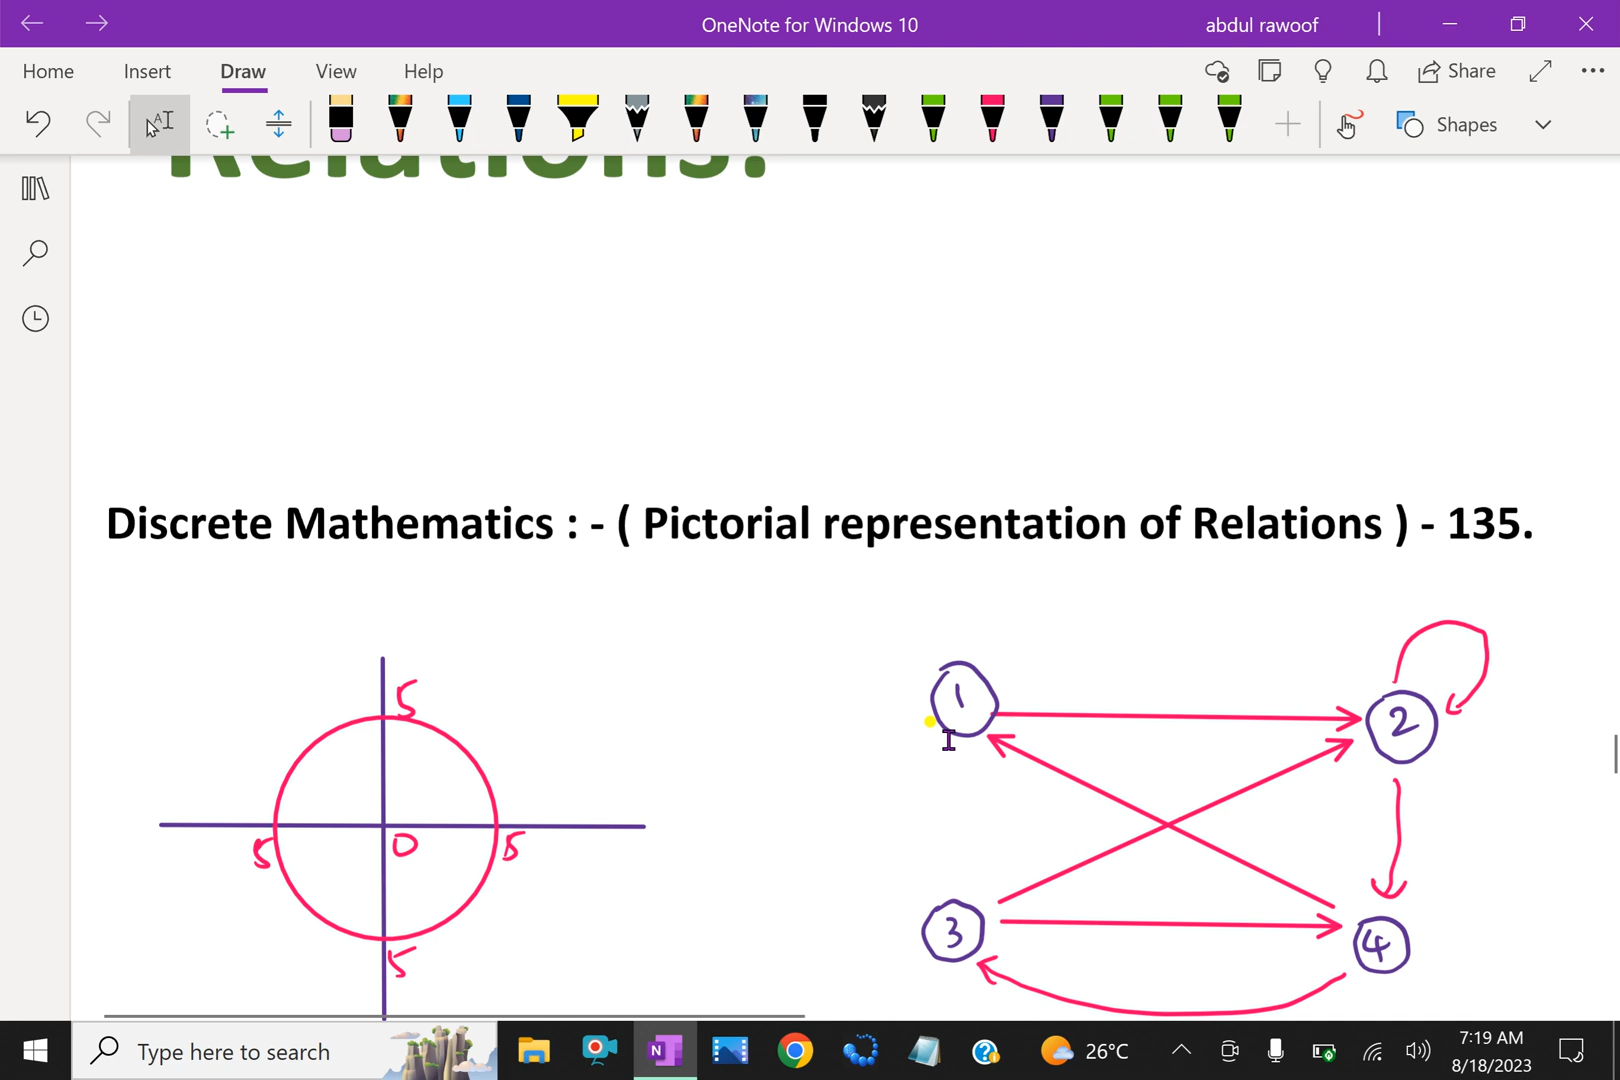 OneNote for Windows 10
abdul rawoof
Home Insert Draw View Help
Share
Shapes
Relations:
Discrete Mathematics : - ( Pictorial representation of Relations ) - 135.
5
5
0
5
5
1
2
3
4
Type here to search
26°C
7:19 AM
8/18/2023